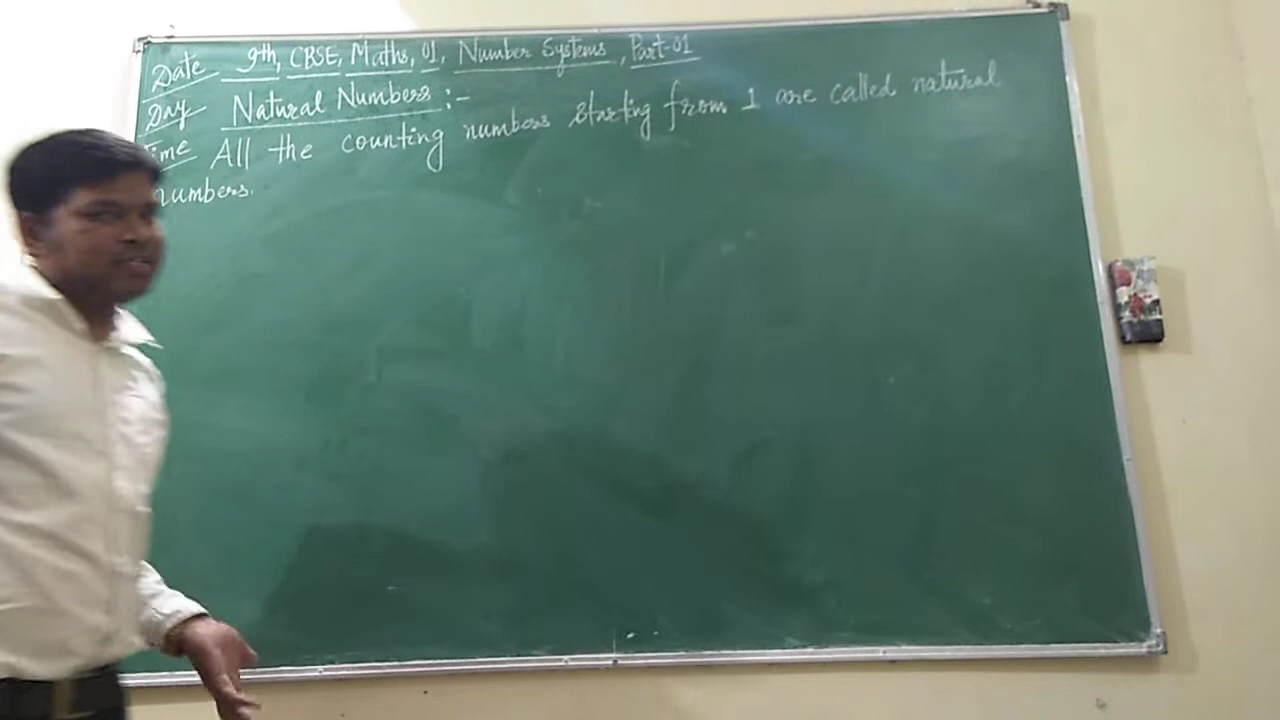 Date 9th, CBSE, Maths, 01, Number Systems, Part-01
Day Natural Numbers :-
Time All the counting numbers starting from 1 are called natural
numbers.